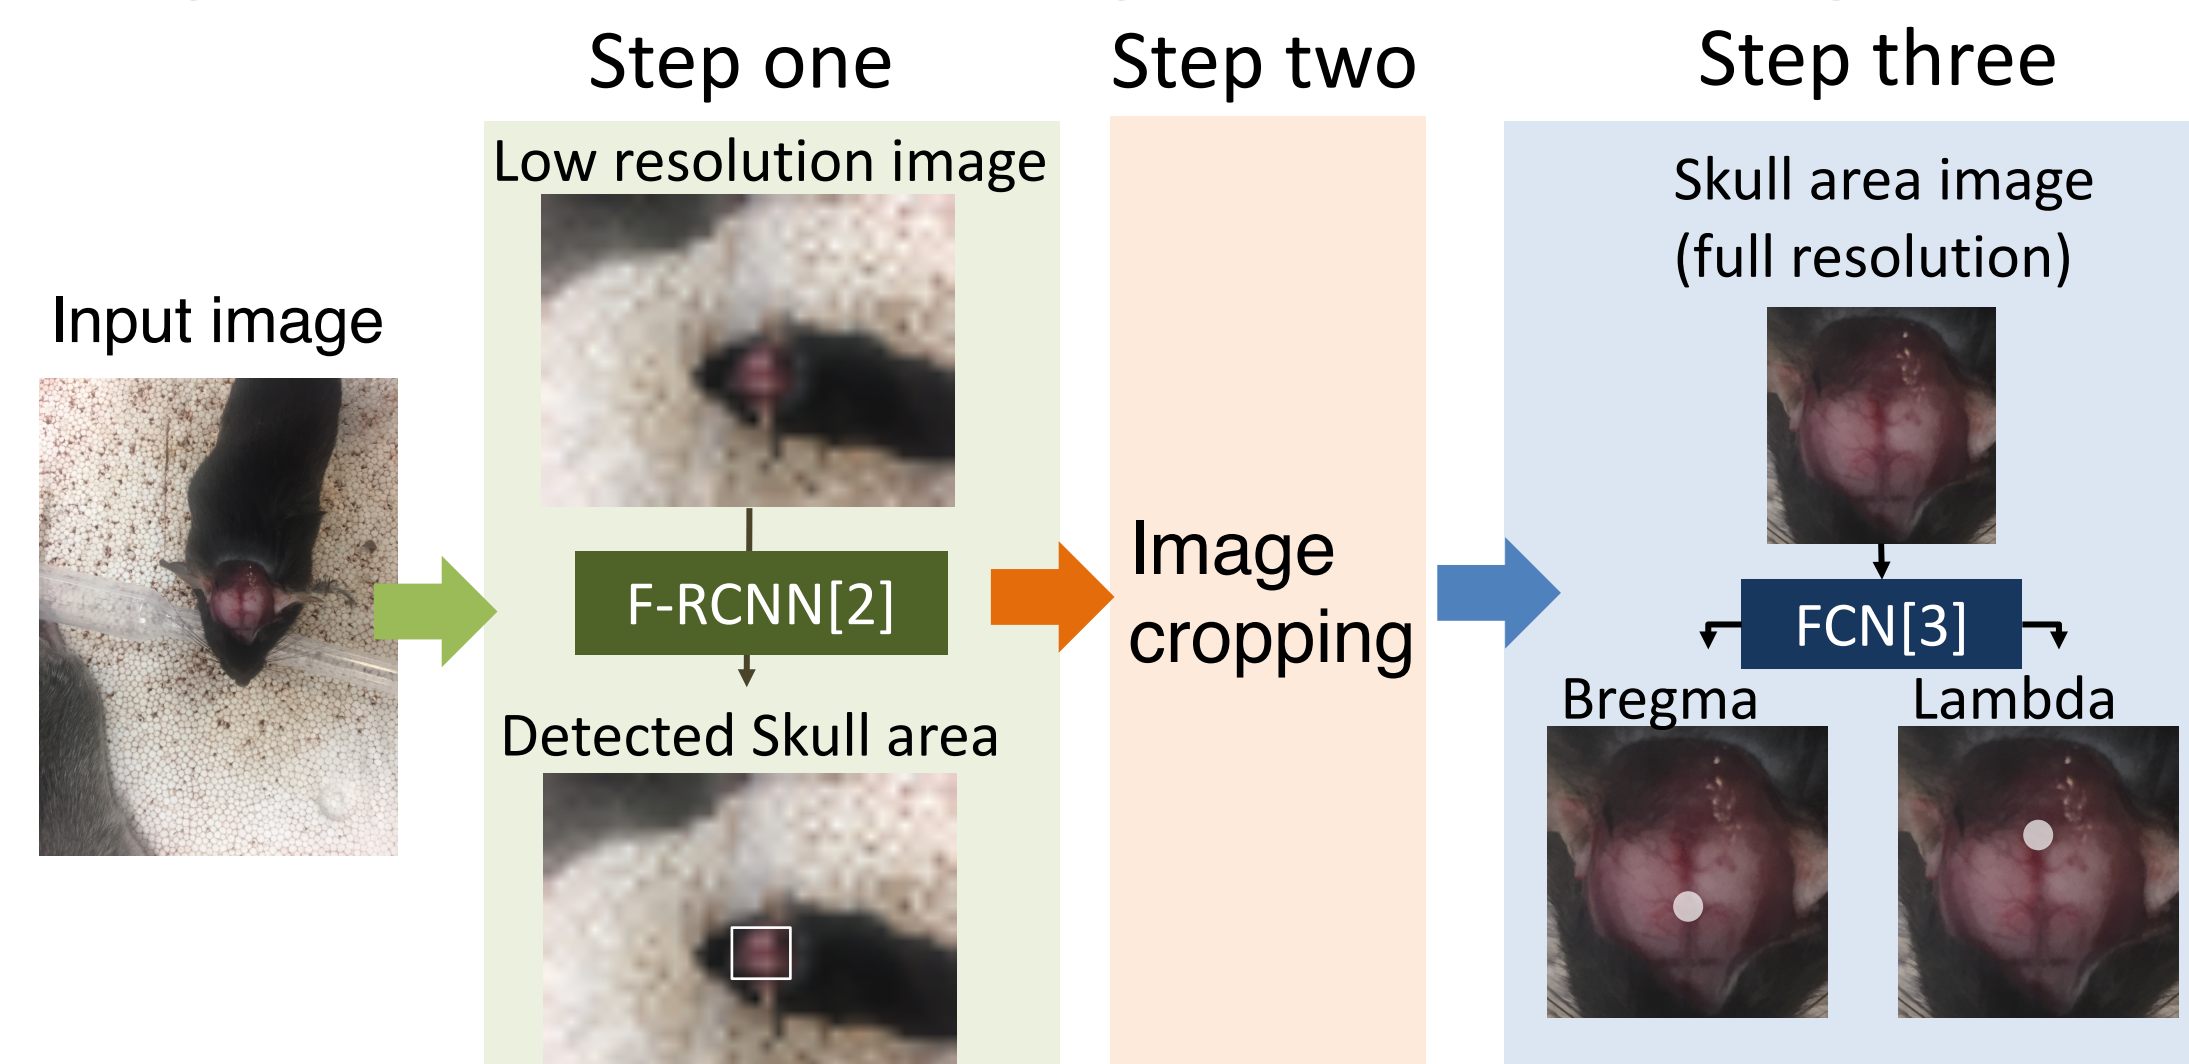 Step one
Step two
Step three
Low resolution image
Skull area image
(full resolution)
Input image
Image
cropping
F-RCNN[2]
FCN[3]
Bregma
Lambda
Detected Skull area